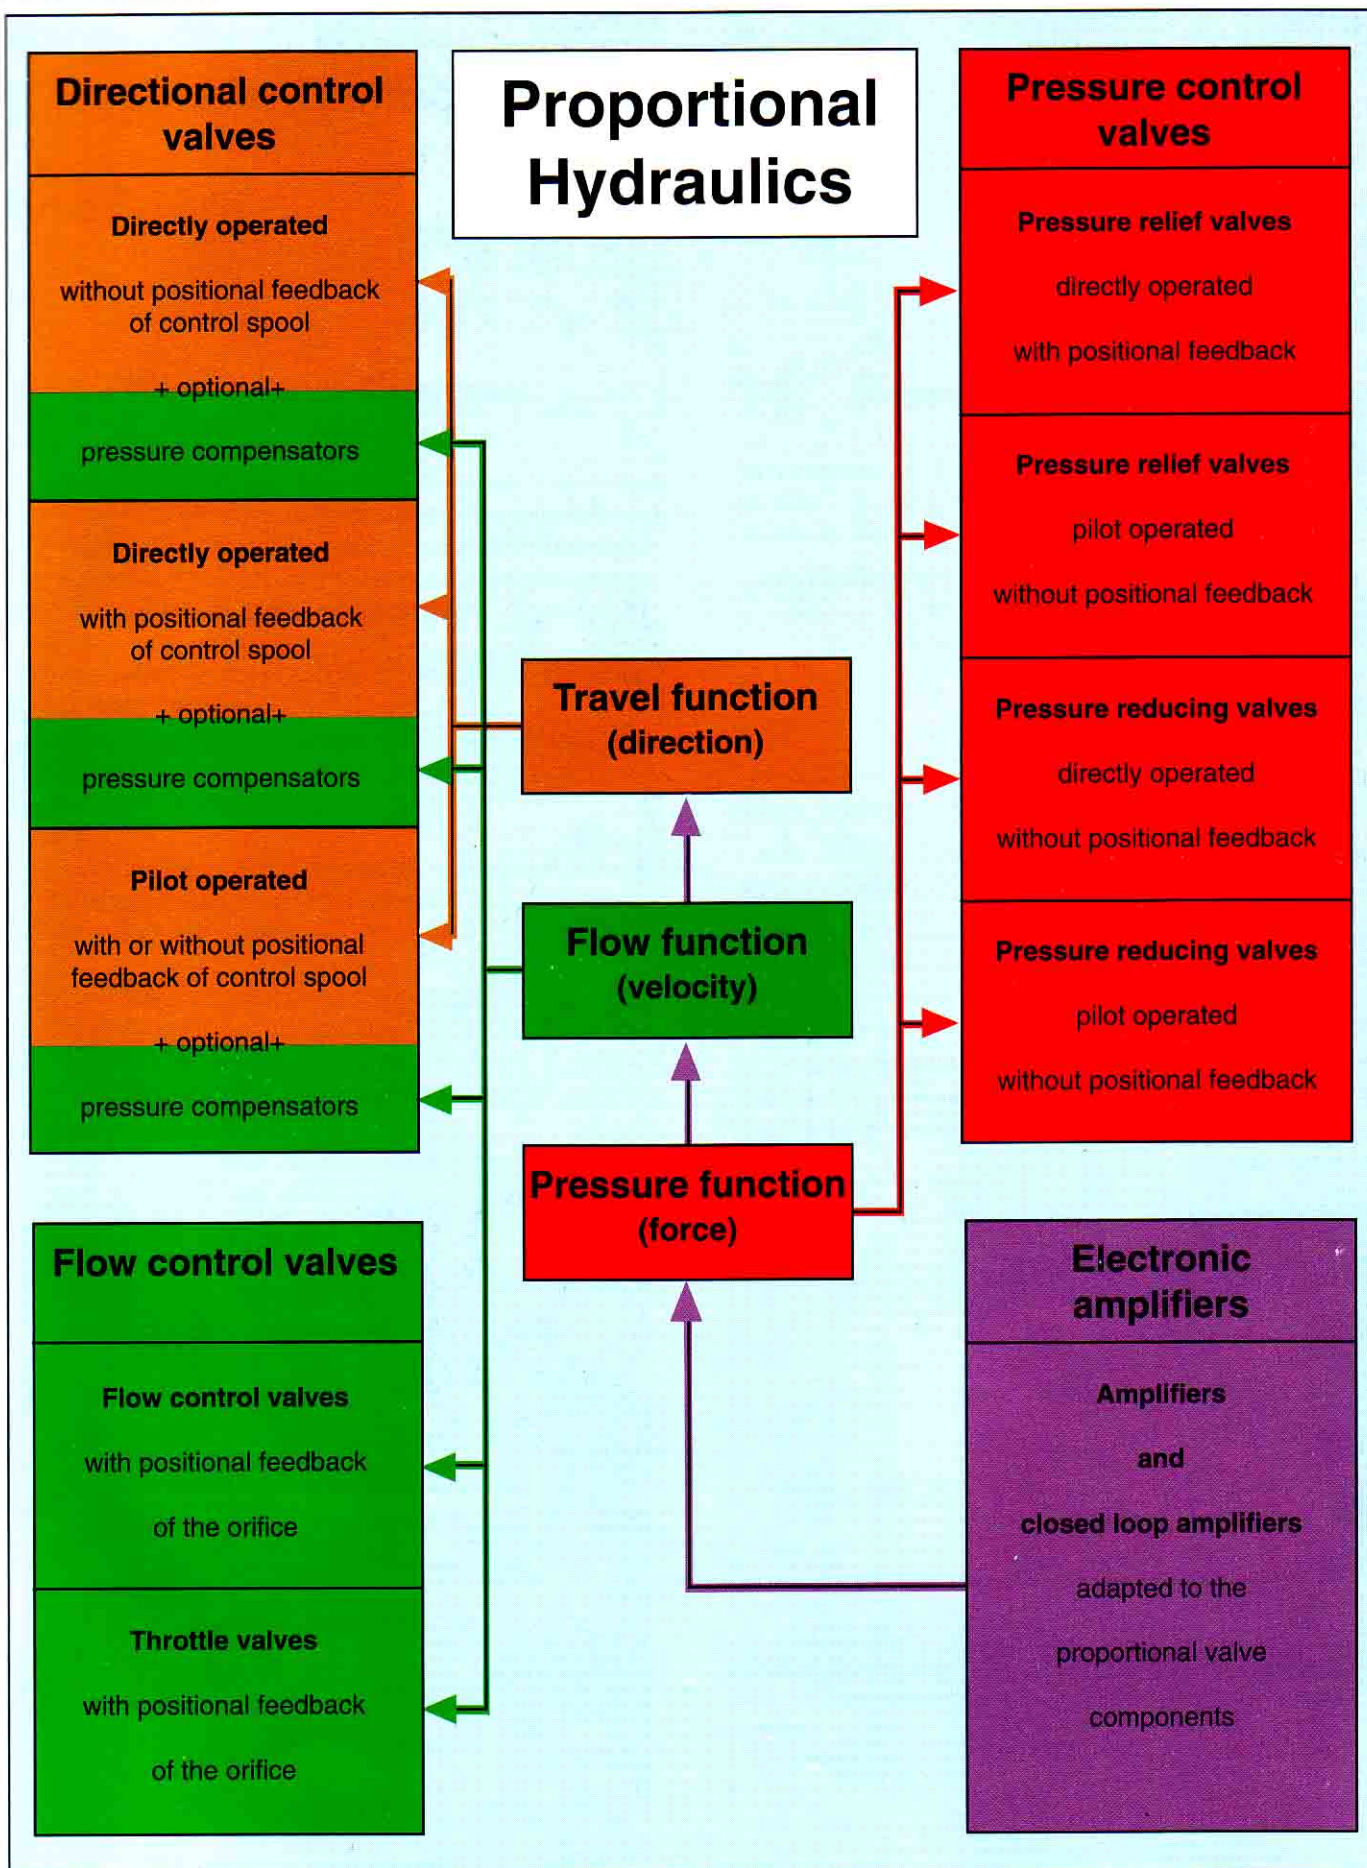 Proportional
Hydraulics
Directional control
valves
Directly operated
without positional feedback
of control spool
+ optional+
pressure compensators
Directly operated
with positional feedback
of control spool
+ optional+
pressure compensators
Pilot operated
with or without positional
feedback of control spool
+ optional+
pressure compensators
Flow control valves
Flow control valves
with positional feedback
of the orifice
Throttle valves
with positional feedback
of the orifice
Travel function
(direction)
Flow function
(velocity)
Pressure function
(force)
Pressure control
valves
Pressure relief valves
directly operated
with positional feedback
Pressure relief valves
pilot operated
without positional feedback
Pressure reducing valves
directly operated
without positional feedback
Pressure reducing valves
pilot operated
without positional feedback
Electronic
amplifiers
Amplifiers
and
closed loop amplifiers
adapted to the
proportional valve
components